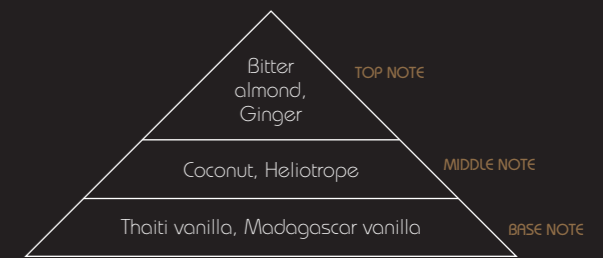 Bitter
almond,
Ginger
TOP NOTE
Coconut, Heliotrope
MIDDLE NOTE
Thaiti vanilla, Madagascar vanilla
BASE NOTE